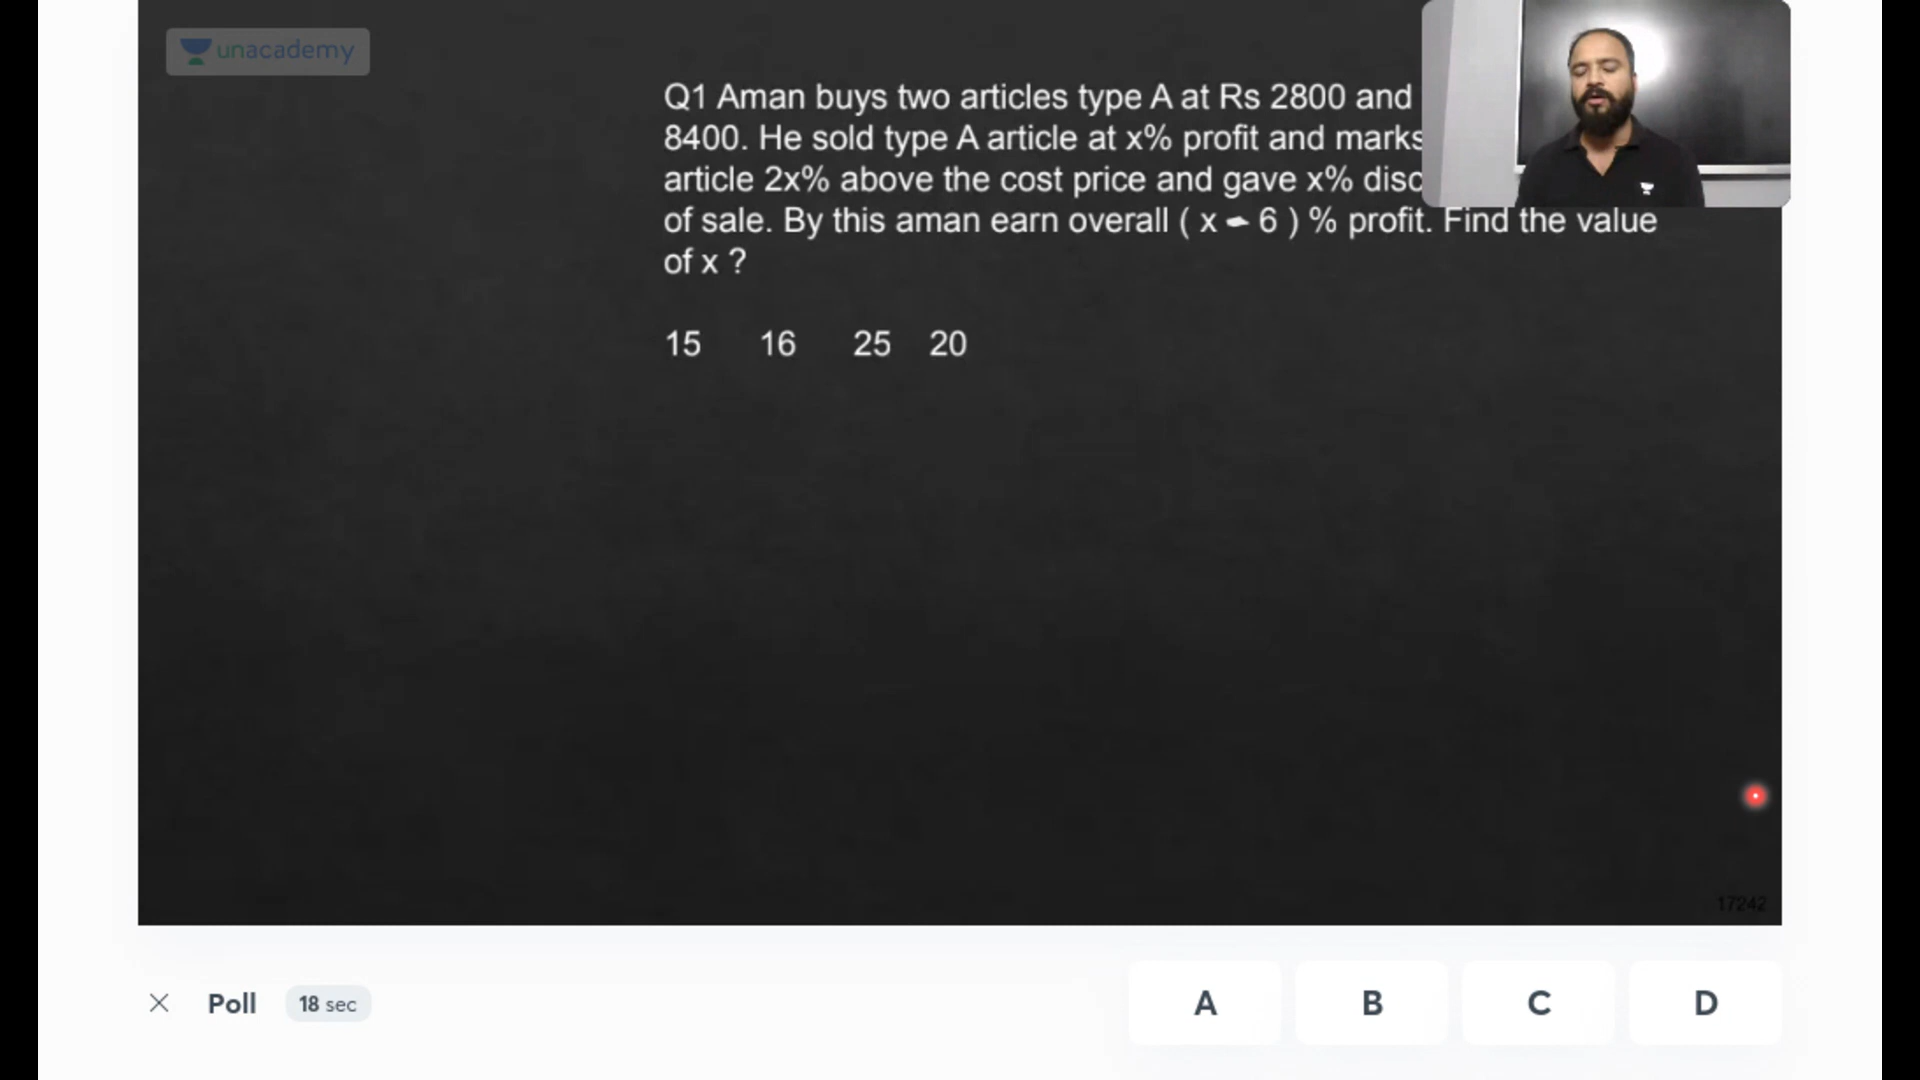 unacademy
Q1 Aman buys two articles type A at Rs 2800 and
8400. He sold type A article at x% profit and marks
article 2x% above the cost price and gave x% disc
of sale. By this aman earn overall ( x - 6 ) % profit. Find the value
of x ?
15 16 25 20
17242
Poll 18 sec A B C D